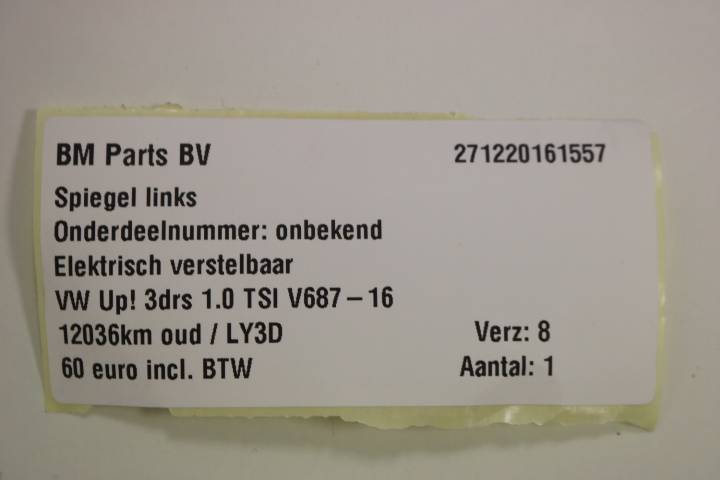 BM Parts BV 271220161557
Spiegel links
Onderdeelnummer: onbekend
Elektrisch verstelbaar
VW Up! 3drs 1.0 TSI V687 – 16
12036km oud / LY3D Verz: 8
60 euro incl. BTW Aantal: 1